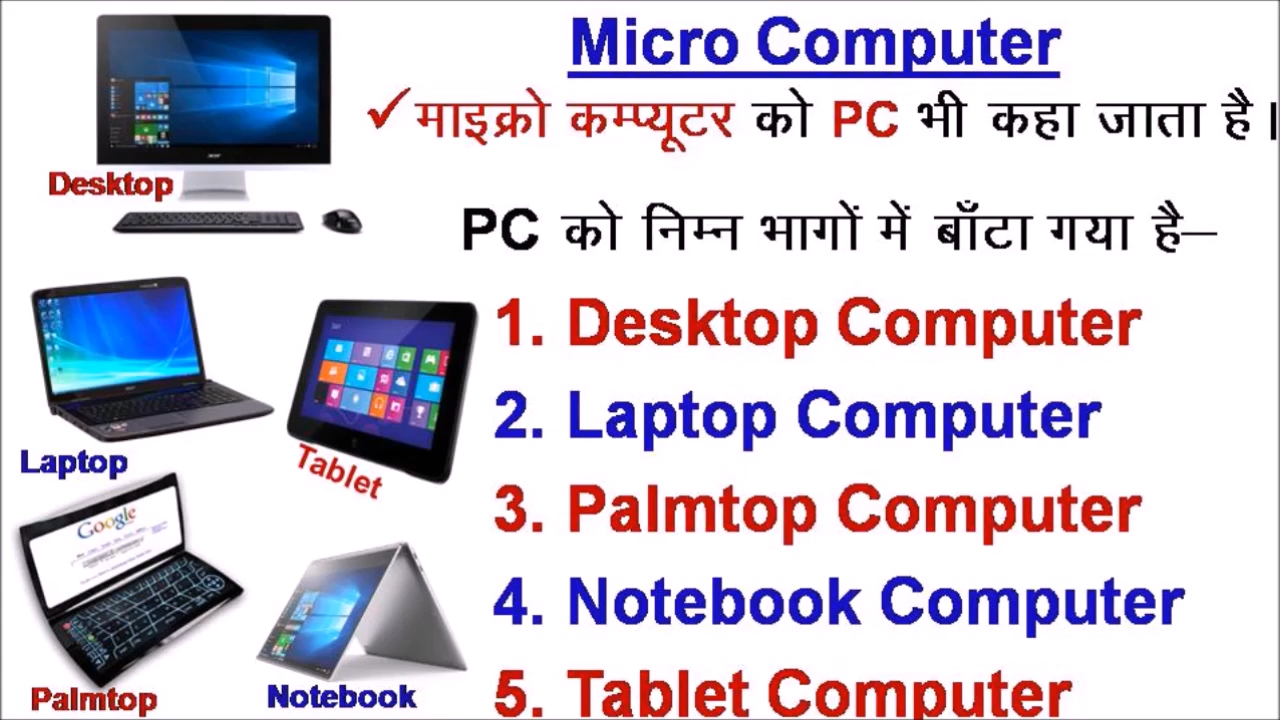 Micro Computer
✓माइक्रो कम्प्यूटर को PC भी कहा जाता है।
PC को निम्न भागों में बाँटा गया है–
1. Desktop Computer
2. Laptop Computer
3. Palmtop Computer
4. Notebook Computer
5. Tablet Computer
Desktop
Laptop
Tablet
Google
Palmtop
Notebook